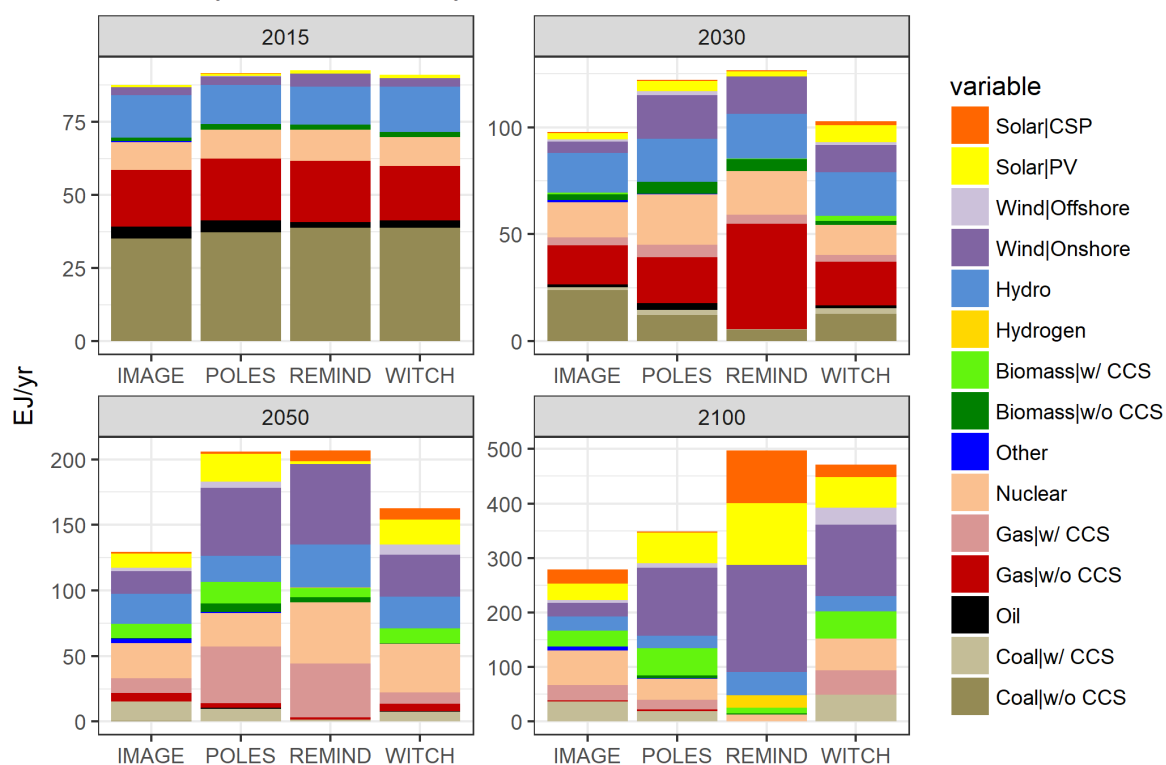 2015
2030
75
50
25
0
100
50
0
IMAGE POLES REMIND WITCH
IMAGE POLES REMIND WITCH
EJ/yr
2050
2100
200
150
100
50
0
500
400
300
200
100
0
IMAGE POLES REMIND WITCH
IMAGE POLES REMIND WITCH
variable
Solar|CSP
Solar|PV
Wind|Offshore
Wind|Onshore
Hydro
Hydrogen
Biomass|w/ CCS
Biomass|w/o CCS
Other
Nuclear
Gas|w/ CCS
Gas|w/o CCS
Oil
Coal|w/ CCS
Coal|w/o CCS